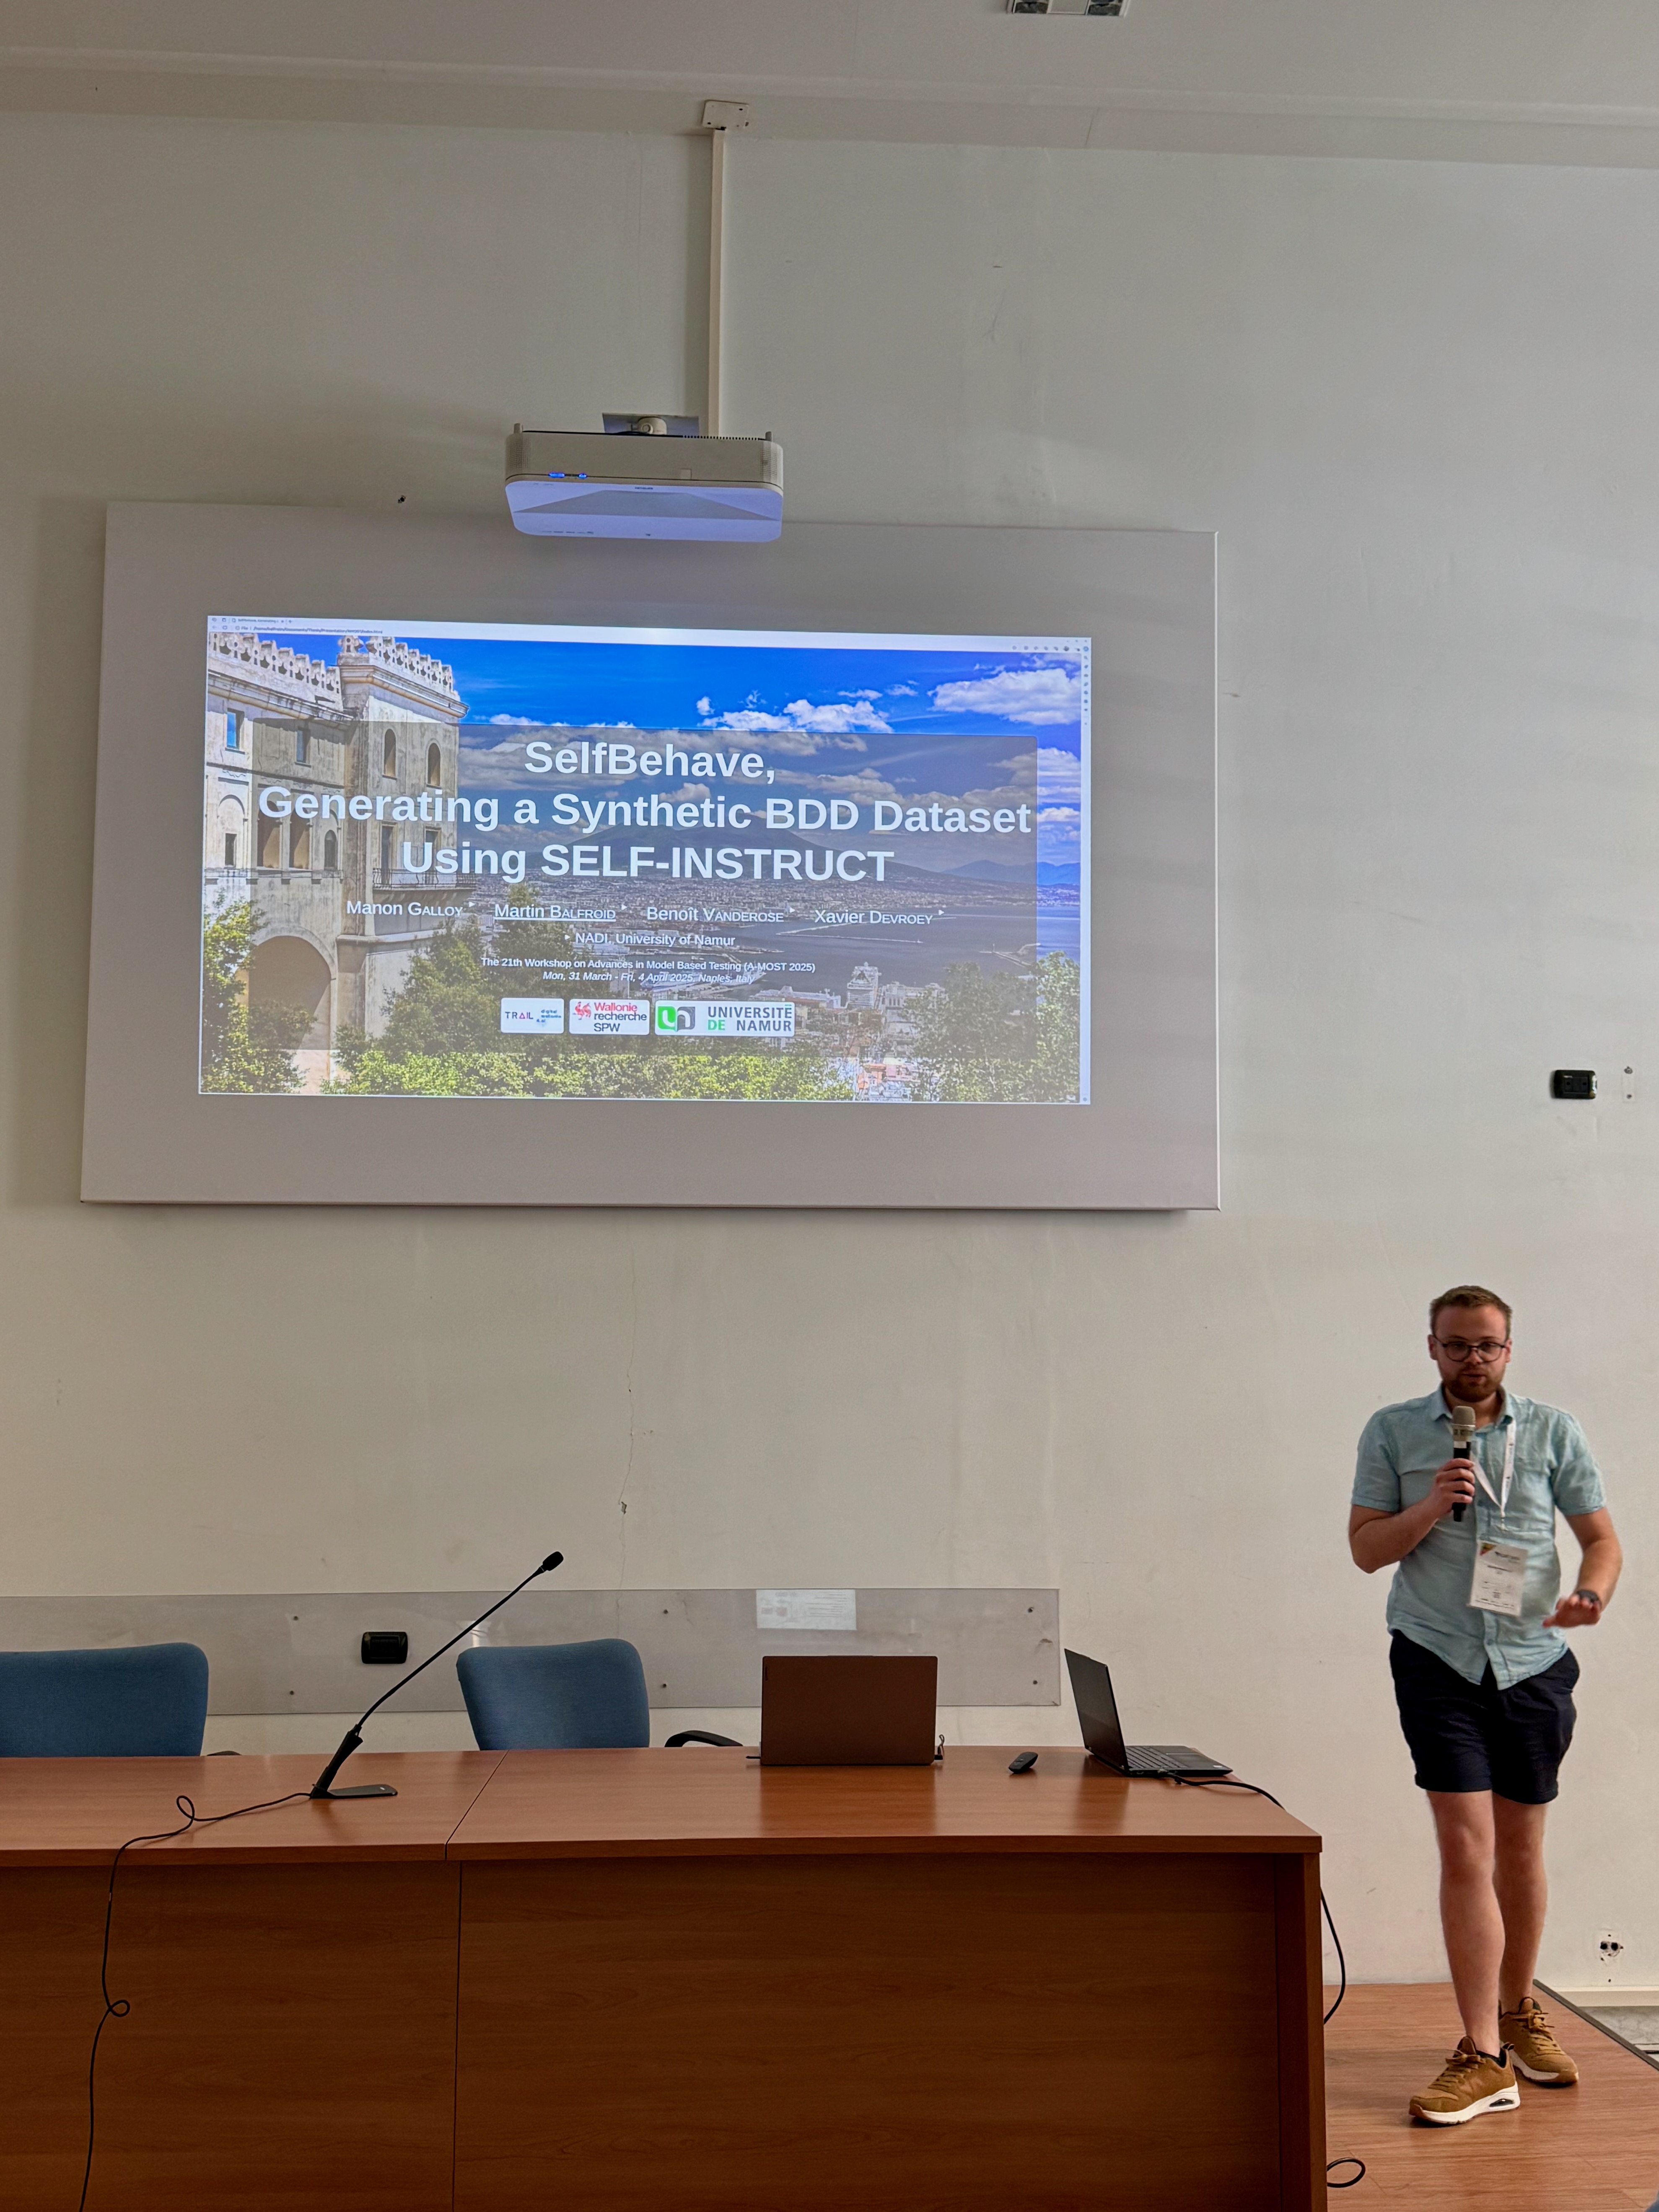 SelfBehave,
Generating a Synthetic BDD Dataset
Using SELF-INSTRUCT
Manon GALLOY Martin BALFROID Benoît VANDEROSE Xavier DEVROEY
NADI, University of Namur
The 21th Workshop on Advances in Model Based Testing (A-MOST 2025)
Mon, 31 March - Fri, 4 April 2025, Naples, Italy
TRAIL
Wallonie
recherche
SPW
UNIVERSITÉ
DE NAMUR